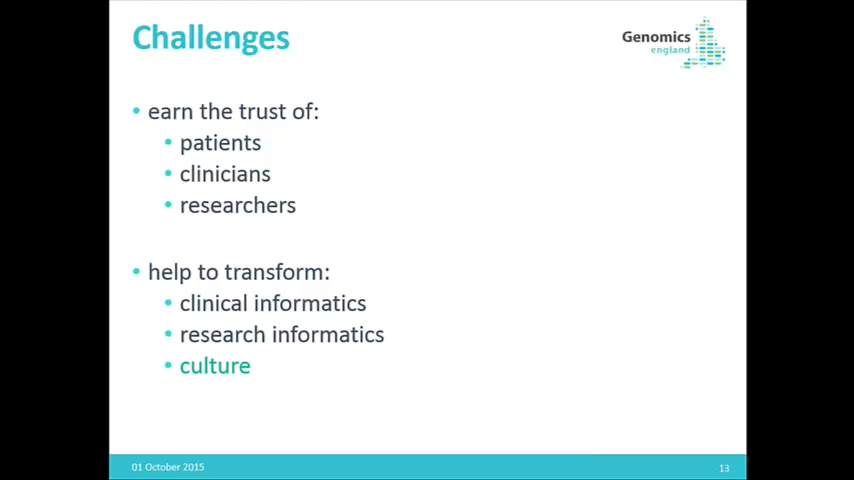 Challenges
Genomics
england
• earn the trust of:
• patients
• clinicians
• researchers
• help to transform:
• clinical informatics
• research informatics
• culture
01 October 2015
13